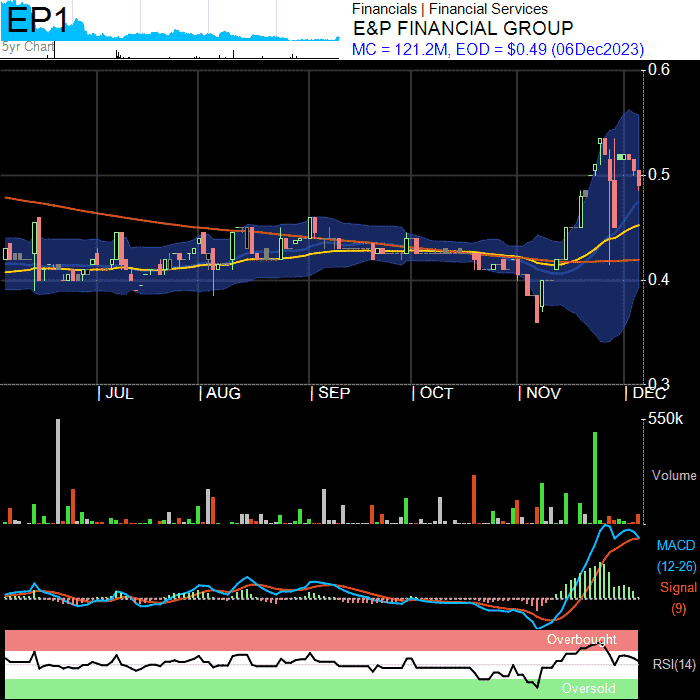 EP1
5yr Chart
Financials | Financial Services
E&P FINANCIAL GROUP
MC = 121.2M, EOD = $0.49 (06Dec2023)
0.6
0.5
0.4
0.3
| JUL | AUG | SEP | OCT | NOV | DEC
550k
Volume
MACD
(12-26)
Signal
(9)
Overbought
RSI(14)
Oversold